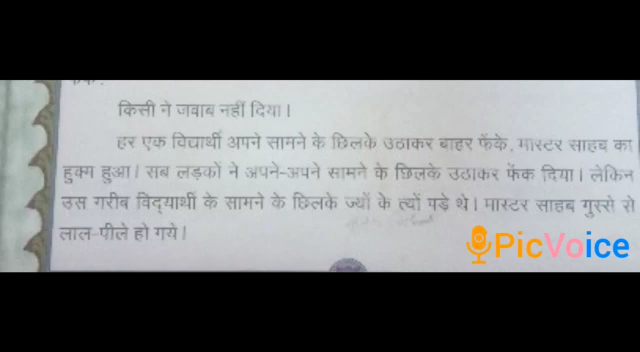 किसी ने जवाब नहीं दिया।
हर एक विद्यार्थी अपने सामने के छिलके उठाकर बाहर फेंके, मास्टर साहब का
हुक्म हुआ। सब लड़कों ने अपने-अपने सामने के छिलके उठाकर फेंक दिया। लेकिन
उस गरीब विद्यार्थी के सामने के छिलके ज्यों के त्यों पड़े थे। मास्टर साहब गुस्से से
लाल-पीले हो गये।
PicVoice